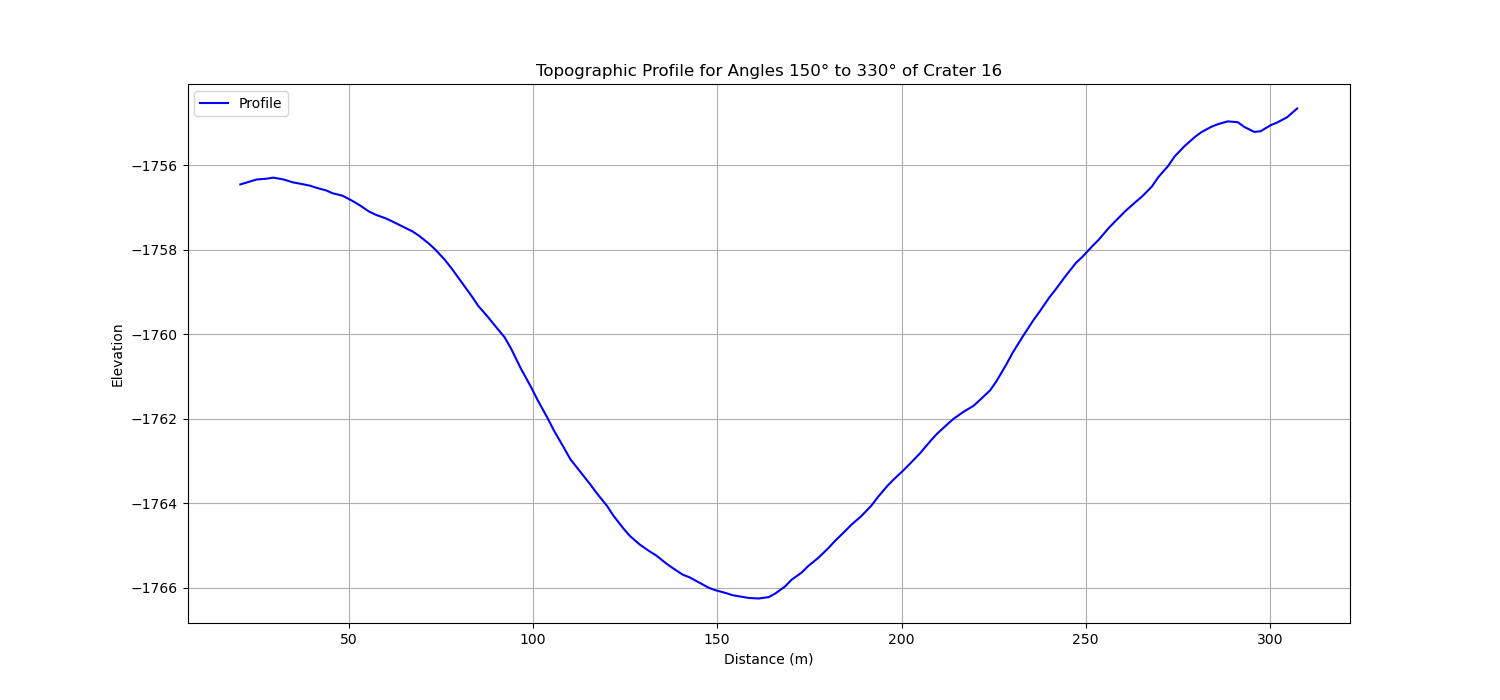 Topographic Profile for Angles 150° to 330° of Crater 16
Profile
−1756
−1758
−1760
−1762
−1764
−1766
Elevation
50 100 150 200 250 300
Distance (m)